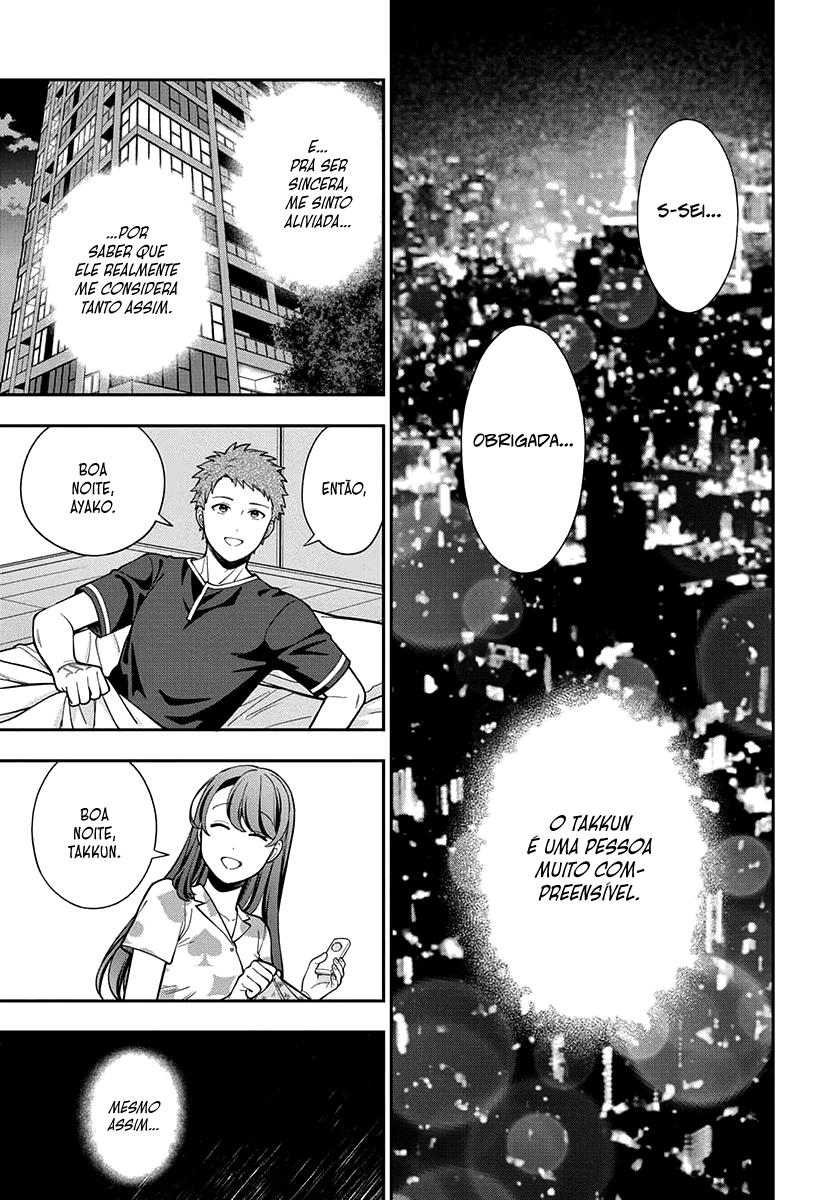 S-SEI...
OBRIGADA...
O TAKKUN
É UMA PESSOA
MUITO COM-
PREENSÍVEL.
E...
PRA SER
SINCERA,
ME SINTO
ALIVIADA...
...POR
SABER QUE
ELE REALMENTE
ME CONSIDERA
TANTO ASSIM.
ENTÃO,
BOA
NOITE,
AYAKO.
BOA
NOITE,
TAKKUN.
MESMO
ASSIM...